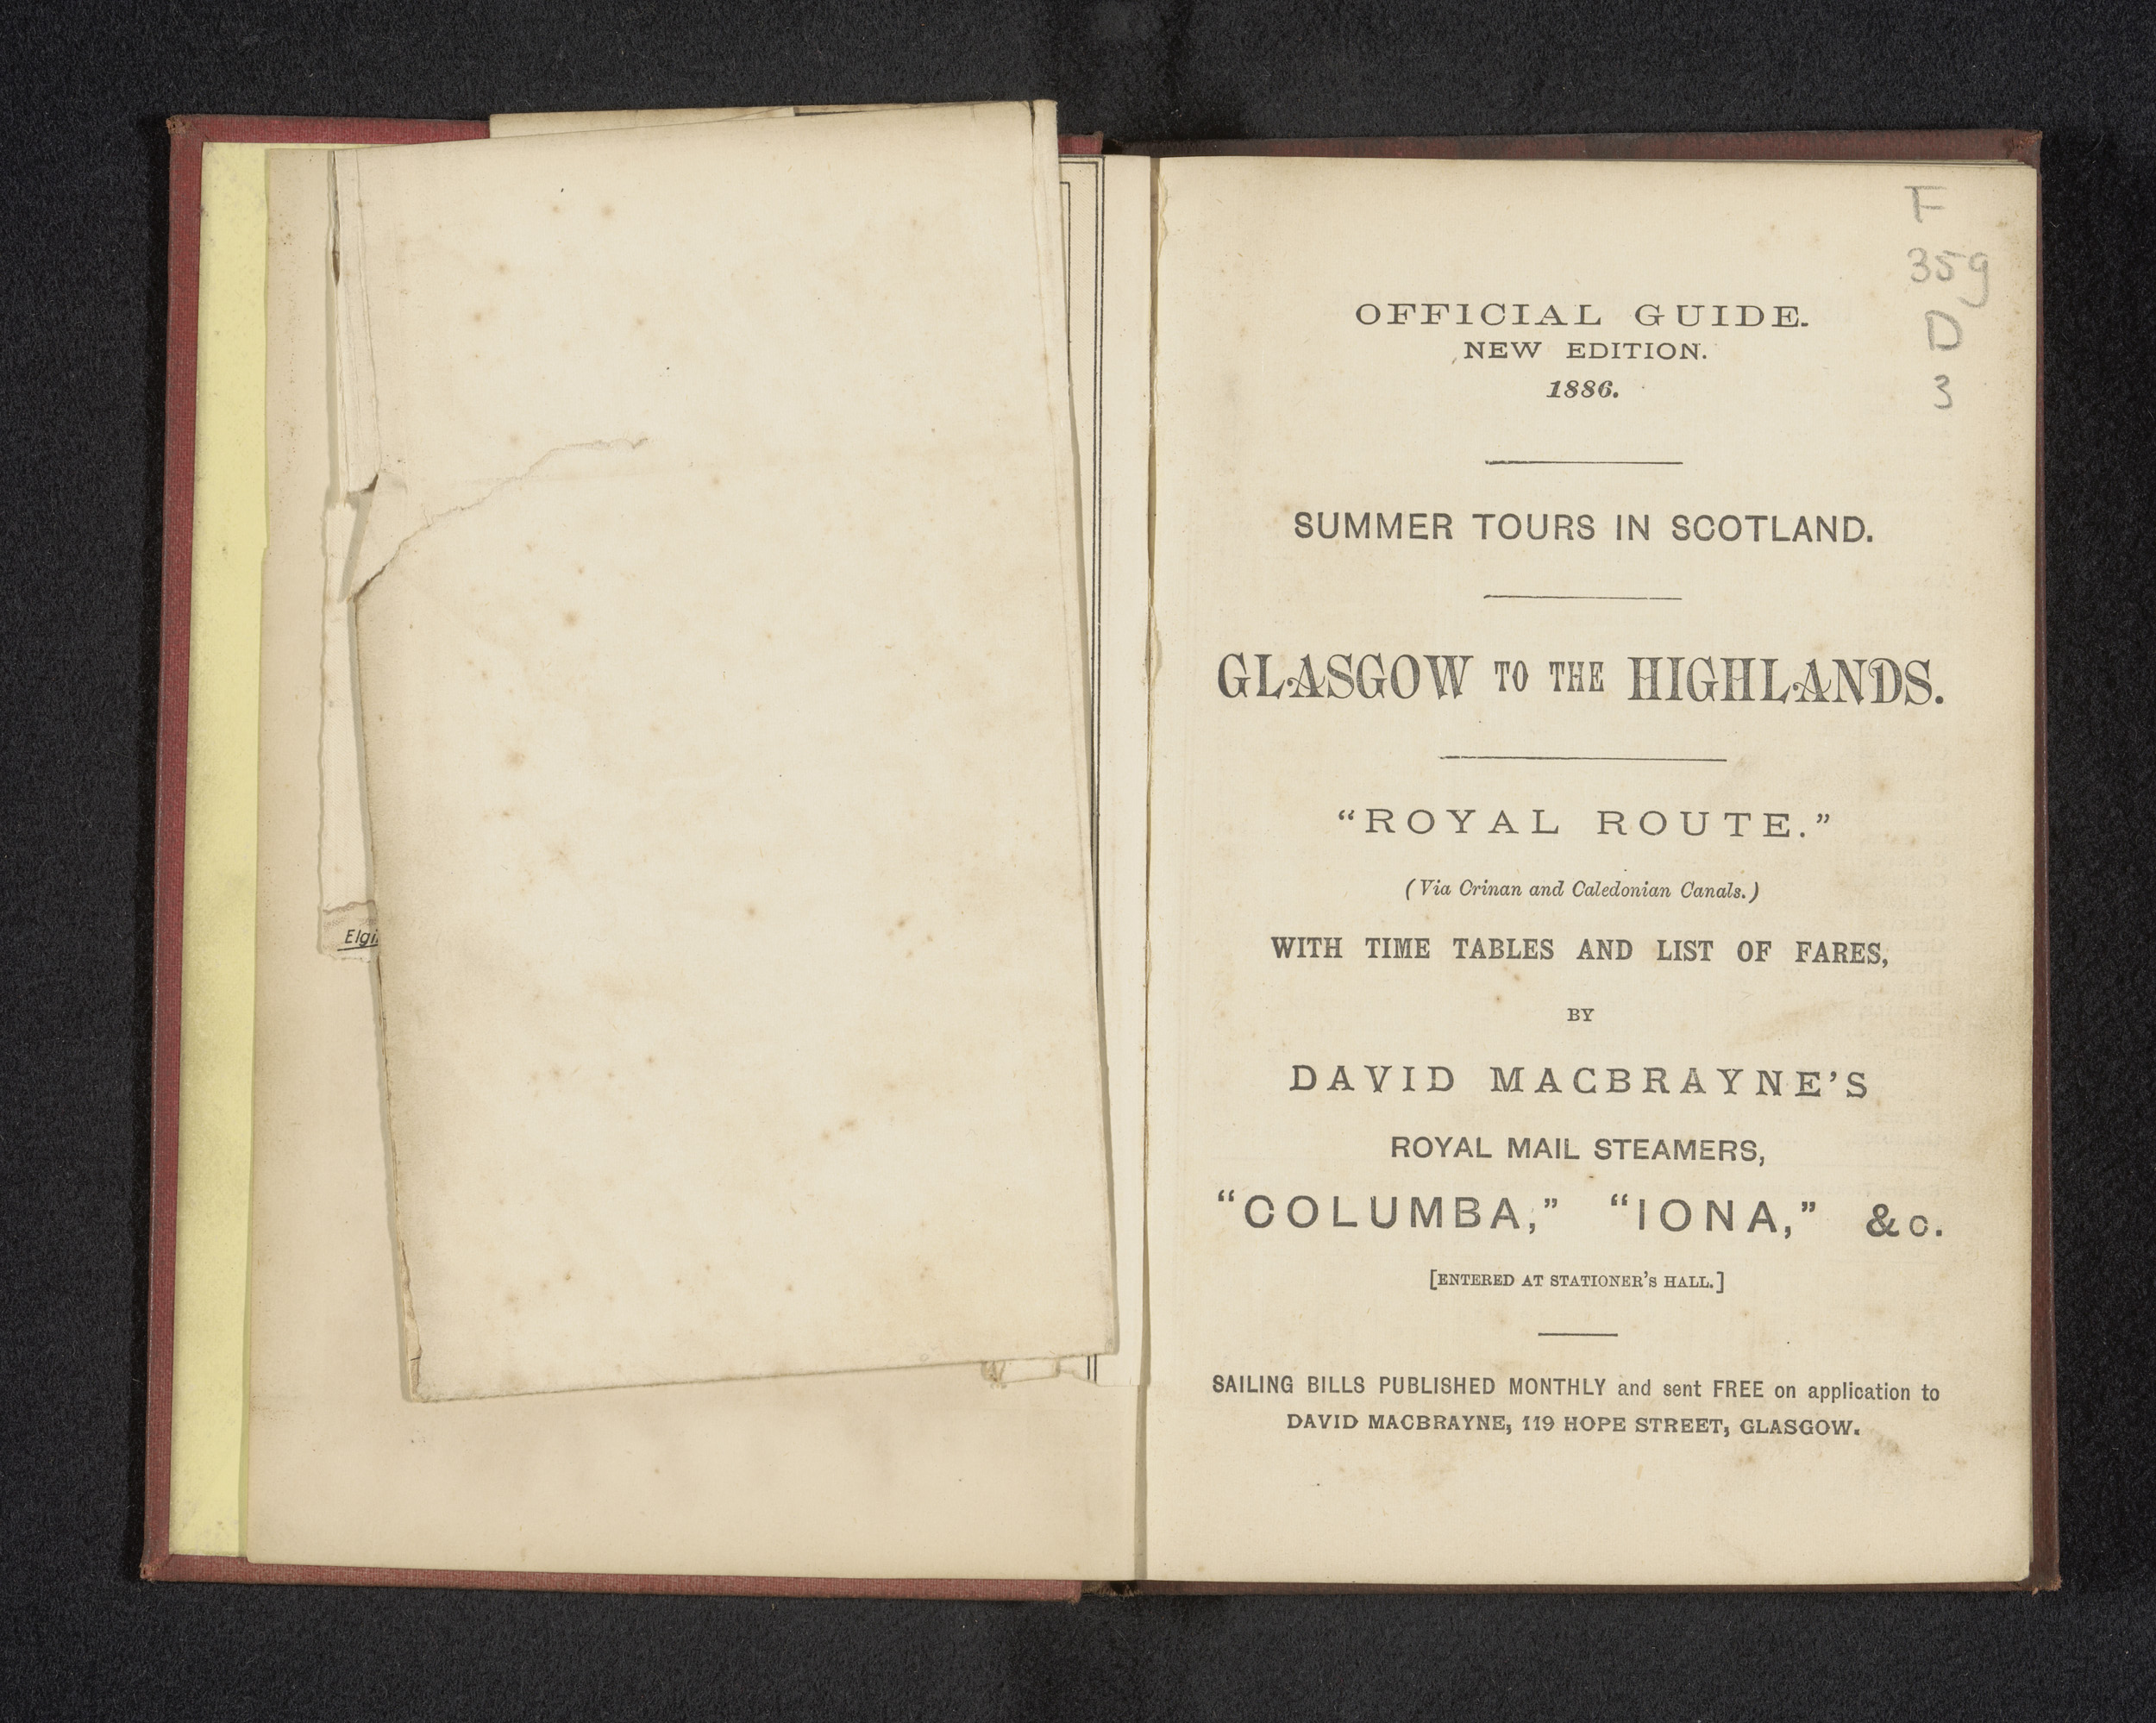 Elgi
F
359
D
3
OFFICIAL GUIDE.
NEW EDITION.
1886.
SUMMER TOURS IN SCOTLAND.
GLASGOW TO THE HIGHLANDS.
“ROYAL ROUTE.”
(Via Crinan and Caledonian Canals.)
WITH TIME TABLES AND LIST OF FARES,
BY
DAVID MACBRAYNE’S
ROYAL MAIL STEAMERS,
“COLUMBA,” “IONA,” &c.
[ENTERED AT STATIONER’S HALL.]
SAILING BILLS PUBLISHED MONTHLY and sent FREE on application to
DAVID MACBRAYNE, 119 HOPE STREET, GLASGOW.